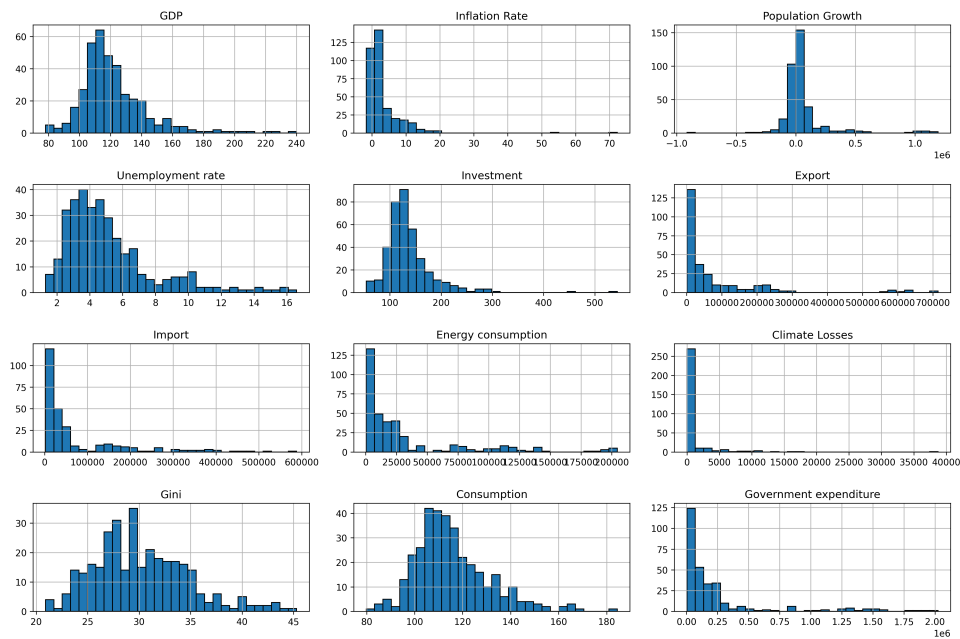 GDP
60
40
20
0
80 100 120 140 160 180 200 220 240
Inflation Rate
125
100
75
50
25
0
0 10 20 30 40 50 60 70
Population Growth
150
100
50
0
−1.0 −0.5 0.0 0.5 1.0
1e6
Unemployment rate
40
30
20
10
0
2 4 6 8 10 12 14 16
Investment
80
60
40
20
0
100 200 300 400 500
Export
125
100
75
50
25
0
0 100000 200000 300000 400000 500000 600000 700000
Import
100
75
50
25
0
0 100000 200000 300000 400000 500000 600000
Energy consumption
125
100
75
50
25
0
0 25000 50000 75000 100000 125000 150000 175000 200000
Climate Losses
250
200
150
100
50
0
0 5000 10000 15000 20000 25000 30000 35000 40000
Gini
30
20
10
0
20 25 30 35 40 45
Consumption
40
30
20
10
0
80 100 120 140 160 180
Government expenditure
125
100
75
50
25
0
0.00 0.25 0.50 0.75 1.00 1.25 1.50 1.75 2.00
1e6